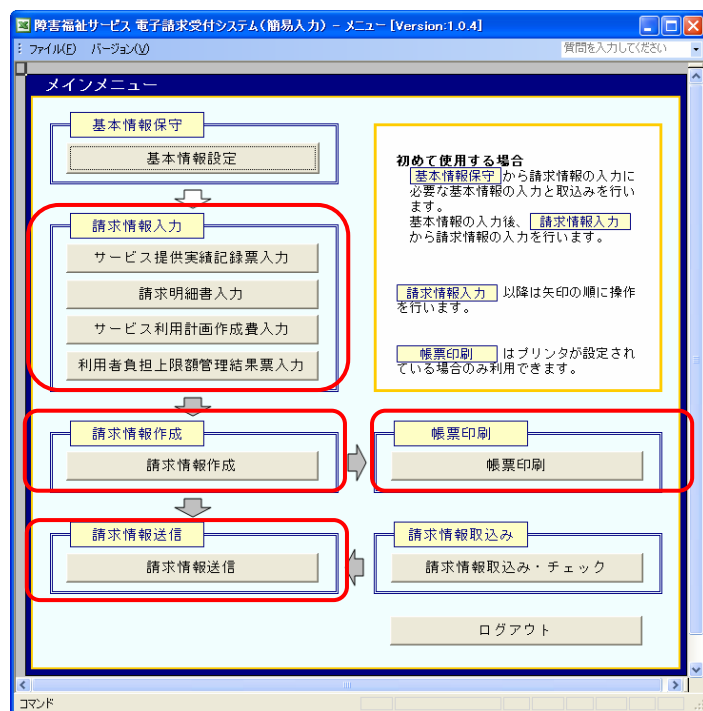 障害福祉サービス 電子請求受付システム(簡易入力) - メニュー [Version:1.0.4]
ファイル(F) バージョン(V)
質問を入力してください
メインメニュー
基本情報保守
基本情報設定
請求情報入力
サービス提供実績記録票入力
請求明細書入力
サービス利用計画作成費入力
利用者負担上限額管理結果票入力
初めて使用する場合
基本情報保守 から請求情報の入力に
必要な基本情報の入力と取込みを行い
ます。
基本情報の入力後、 請求情報入力
から請求情報の入力を行います。
請求情報入力 以降は矢印の順に操作
を行います。
帳票印刷 はプリンタが設定され
ている場合のみ利用できます。
請求情報作成
請求情報作成
帳票印刷
帳票印刷
請求情報送信
請求情報送信
請求情報取込み
請求情報取込み・チェック
ログアウト
コマンド